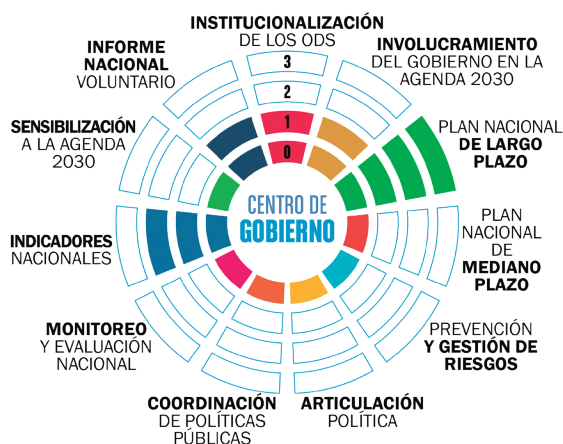 INSTITUCIONALIZACIÓN
DE LOS ODS
INVOLUCRAMIENTO
DEL GOBIERNO EN LA
AGENDA 2030
PLAN NACIONAL
DE LARGO
PLAZO
PLAN
NACIONAL
DE
MEDIANO
PLAZO
PREVENCIÓN
Y GESTIÓN DE
RIESGOS
ARTICULACIÓN
POLÍTICA
COORDINACIÓN
DE POLÍTICAS
PÚBLICAS
MONITOREO
Y EVALUACIÓN
NACIONAL
INDICADORES
NACIONALES
SENSIBILIZACIÓN
A LA AGENDA
2030
INFORME
NACIONAL
VOLUNTARIO
3
2
1
0
CENTRO DE
GOBIERNO